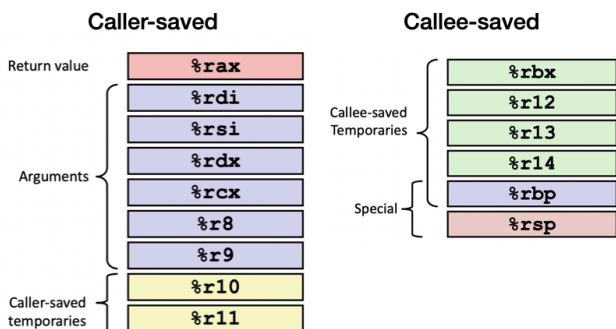 Caller-saved
Return value
%rax
%rdi
%rsi
%rdx
Arguments
%rcx
%r8
%r9
%r10
Caller-saved
temporaries
%r11
Callee-saved
%rbx
%r12
Callee-saved
Temporaries
%r13
%r14
%rbp
Special
%rsp